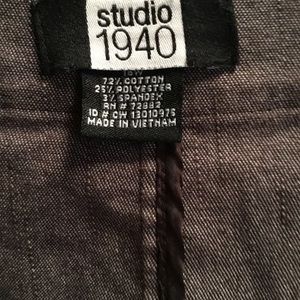 studio
1940
72% COTTON
25% POLYESTER
3% SPANDEX
RN # 72882
ID # CW 13010975
MADE IN VIETNAM